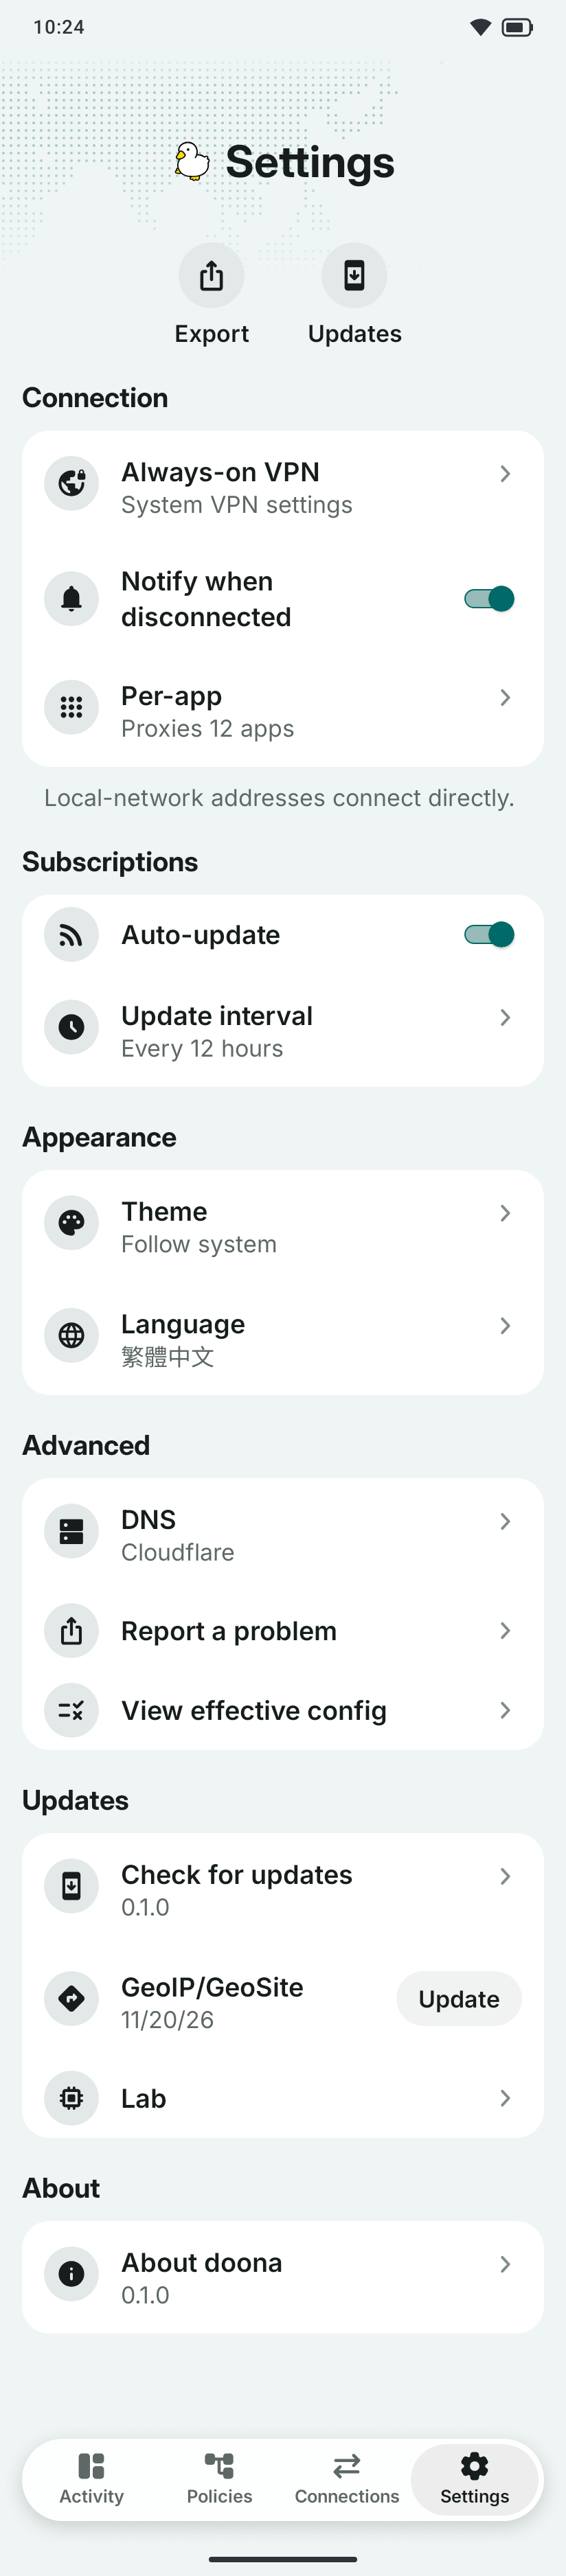 10:24
Settings
Export
Updates
Connection
Always-on VPN
System VPN settings
Notify when
disconnected
Per-app
Proxies 12 apps
Local-network addresses connect directly.
Subscriptions
Auto-update
Update interval
Every 12 hours
Appearance
Theme
Follow system
Language
繁體中文
Advanced
DNS
Cloudflare
Report a problem
View effective config
Updates
Check for updates
0.1.0
GeoIP/GeoSite
11/20/26
Update
Lab
About
About doona
0.1.0
Activity
Policies
Connections
Settings